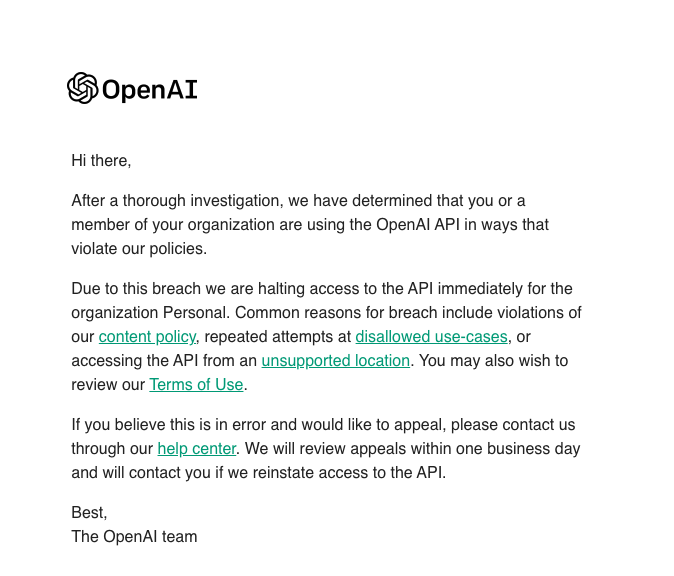 OpenAI
Hi there,
After a thorough investigation, we have determined that you or a
member of your organization are using the OpenAI API in ways that
violate our policies.
Due to this breach we are halting access to the API immediately for the
organization Personal. Common reasons for breach include violations of
our content policy, repeated attempts at disallowed use-cases, or
accessing the API from an unsupported location. You may also wish to
review our Terms of Use.
If you believe this is in error and would like to appeal, please contact us
through our help center. We will review appeals within one business day
and will contact you if we reinstate access to the API.
Best,
The OpenAI team